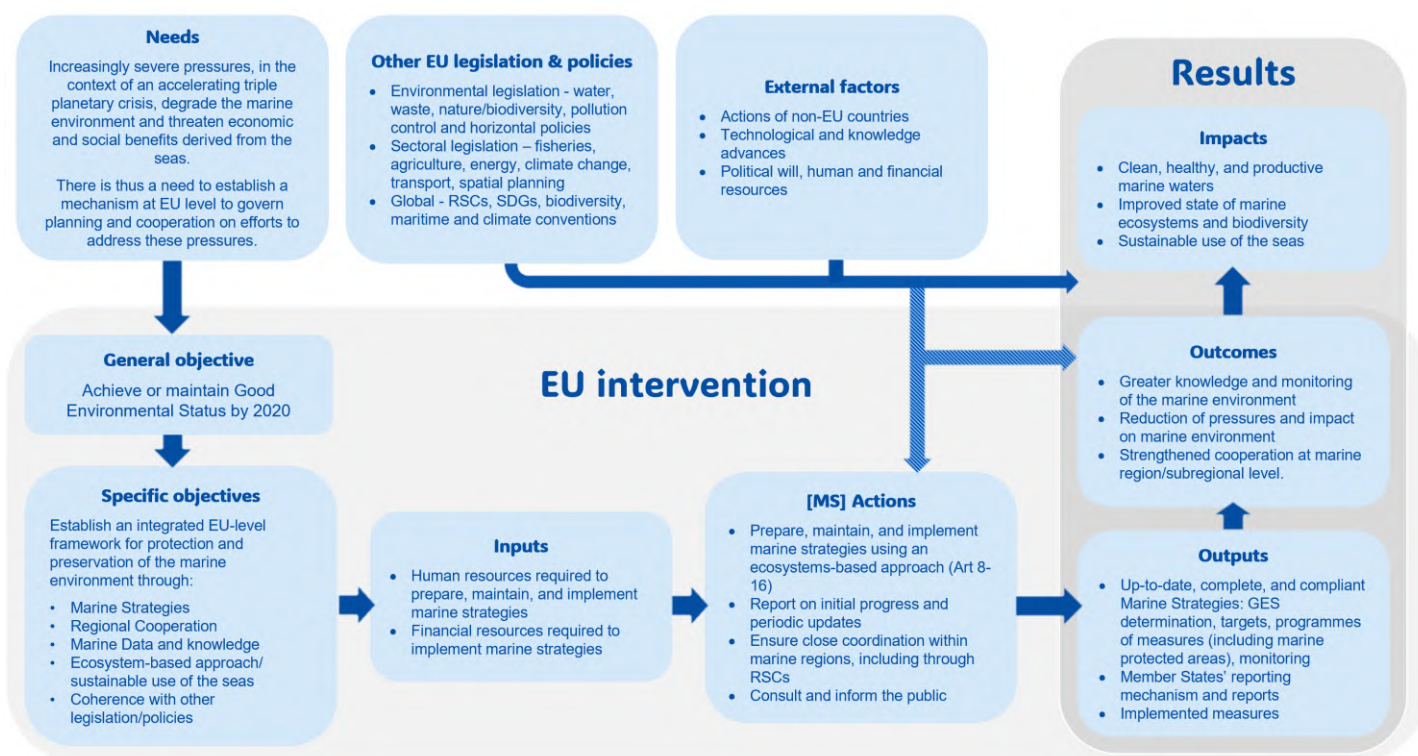 Needs
Increasingly severe pressures, in the
context of an accelerating triple
planetary crisis, degrade the marine
environment and threaten economic
and social benefits derived from the
seas.
There is thus a need to establish a
mechanism at EU level to govern
planning and cooperation on efforts to
address these pressures.
Other EU legislation & policies
• Environmental legislation - water,
waste, nature/biodiversity, pollution
control and horizontal policies
• Sectoral legislation – fisheries,
agriculture, energy, climate change,
transport, spatial planning
• Global - RSCs, SDGs, biodiversity,
maritime and climate conventions
External factors
• Actions of non-EU countries
• Technological and knowledge
advances
• Political will, human and financial
resources
Results
Impacts
• Clean, healthy, and productive
marine waters
• Improved state of marine
ecosystems and biodiversity
• Sustainable use of the seas
General objective
Achieve or maintain Good
Environmental Status by 2020
EU intervention
Outcomes
• Greater knowledge and monitoring
of the marine environment
• Reduction of pressures and impact
on marine environment
• Strengthened cooperation at marine
region/subregional level.
Specific objectives
Establish an integrated EU-level
framework for protection and
preservation of the marine
environment through:
• Marine Strategies
• Regional Cooperation
• Marine Data and knowledge
• Ecosystem-based approach/
sustainable use of the seas
• Coherence with other
legislation/policies
Inputs
• Human resources required to
prepare, maintain, and implement
marine strategies
• Financial resources required to
implement marine strategies
[MS] Actions
• Prepare, maintain, and implement
marine strategies using an
ecosystems-based approach (Art 8-
16)
• Report on initial progress and
periodic updates
• Ensure close coordination within
marine regions, including through
RSCs
• Consult and inform the public
Outputs
• Up-to-date, complete, and compliant
Marine Strategies: GES
determination, targets, programmes
of measures (including marine
protected areas), monitoring
• Member States' reporting
mechanism and reports
• Implemented measures